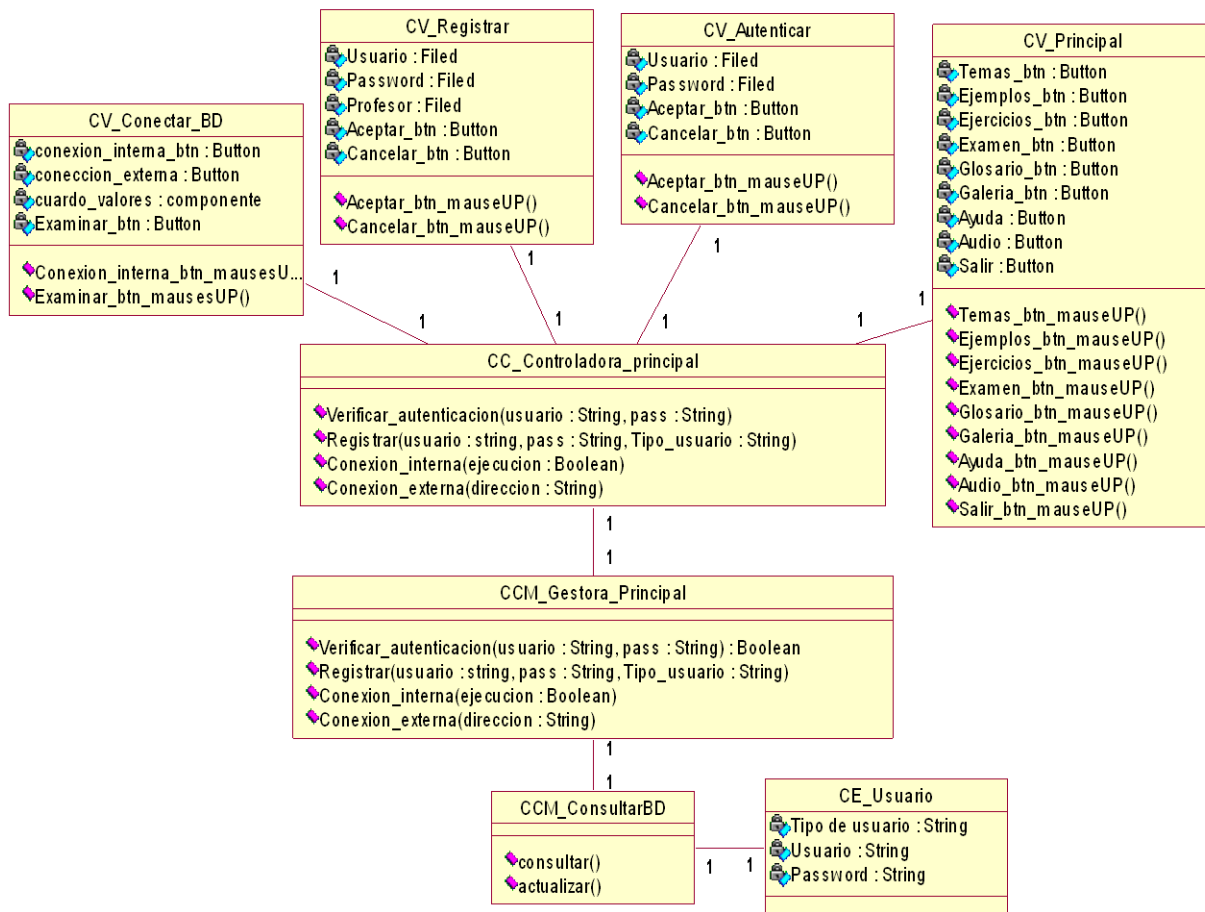 CV_Registrar
Usuario : Filed
Password : Filed
Profesor : Filed
Aceptar_btn : Button
Cancelar_btn : Button
Aceptar_btn_mauseUP()
Cancelar_btn_mauseUP()
CV_Autenticar
Usuario : Filed
Password : Filed
Aceptar_btn : Button
Cancelar_btn : Button
Aceptar_btn_mauseUP()
Cancelar_btn_mauseUP()
CV_Principal
Temas_btn : Button
Ejemplos_btn : Button
Ejercicios_btn : Button
Examen_btn : Button
Glosario_btn : Button
Galeria_btn : Button
Ayuda : Button
Audio : Button
Salir : Button
Temas_btn_mauseUP()
Ejemplos_btn_mauseUP()
Ejercicios_btn_mauseUP()
Examen_btn_mauseUP()
Glosario_btn_mauseUP()
Galeria_btn_mauseUP()
Ayuda_btn_mauseUP()
Audio_btn_mauseUP()
Salir_btn_mauseUP()
CV_Conectar_BD
conexion_interna_btn : Button
coneccion_externa : Button
cuardo_valores : componente
Examinar_btn : Button
Conexion_interna_btn_mausesU...
Examinar_btn_mausesUP()
1
1
1
1
1
1
1
1
CC_Controladora_principal
Verificar_autenticacion(usuario : String, pass : String)
Registrar(usuario : string, pass : String, Tipo_usuario : String)
Conexion_interna(ejecucion : Boolean)
Conexion_externa(direccion : String)
1
1
CCM_Gestora_Principal
Verificar_autenticacion(usuario : String, pass : String) : Boolean
Registrar(usuario : string, pass : String, Tipo_usuario : String)
Conexion_interna(ejecucion : Boolean)
Conexion_externa(direccion : String)
1
1
CCM_ConsultarBD
consultar()
actualizar()
1
1
CE_Usuario
Tipo de usuario : String
Usuario : String
Password : String